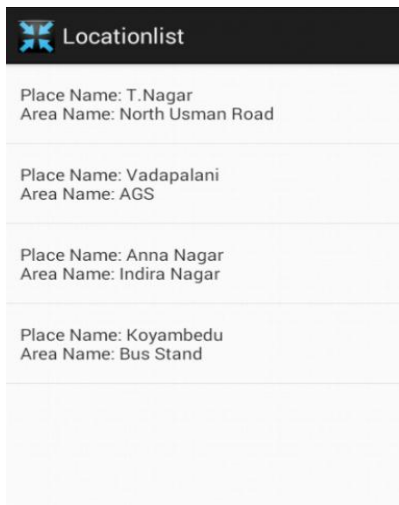 Locationlist
Place Name: T.Nagar
Area Name: North Usman Road
Place Name: Vadapalani
Area Name: AGS
Place Name: Anna Nagar
Area Name: Indira Nagar
Place Name: Koyambedu
Area Name: Bus Stand